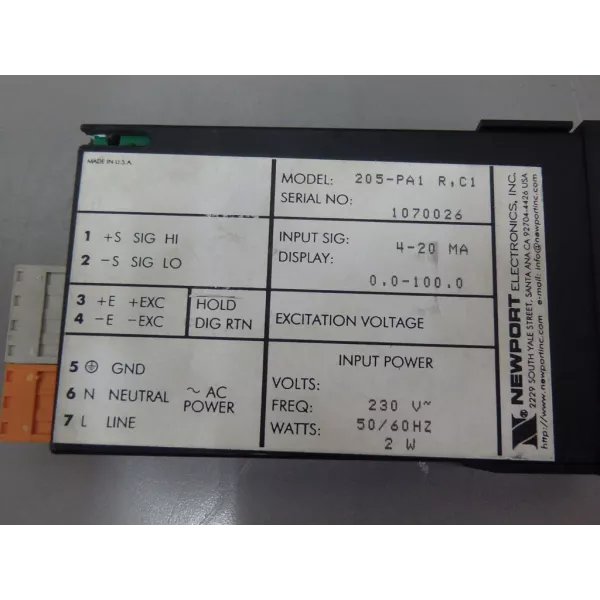 MADE IN U.S.A.
MODEL: 205-PA1 R,C1
SERIAL NO: 1070026
1 +S SIG HI
2 -S SIG LO
INPUT SIG: 4-20 MA
DISPLAY: 0.0-100.0
3 +E +EXC HOLD
4 -E -EXC DIG RTN
EXCITATION VOLTAGE
5 GND
6 N NEUTRAL ~ AC
7 L LINE POWER
INPUT POWER
VOLTS: 230 V~
FREQ: 50/60HZ
WATTS: 2 W
N® NEWPORT ELECTRONICS, INC.
2229 SOUTH YALE STREET, SANTA ANA CA 92704-4426 USA
http://www.newportinc.com e-mail: info@newportinc.com